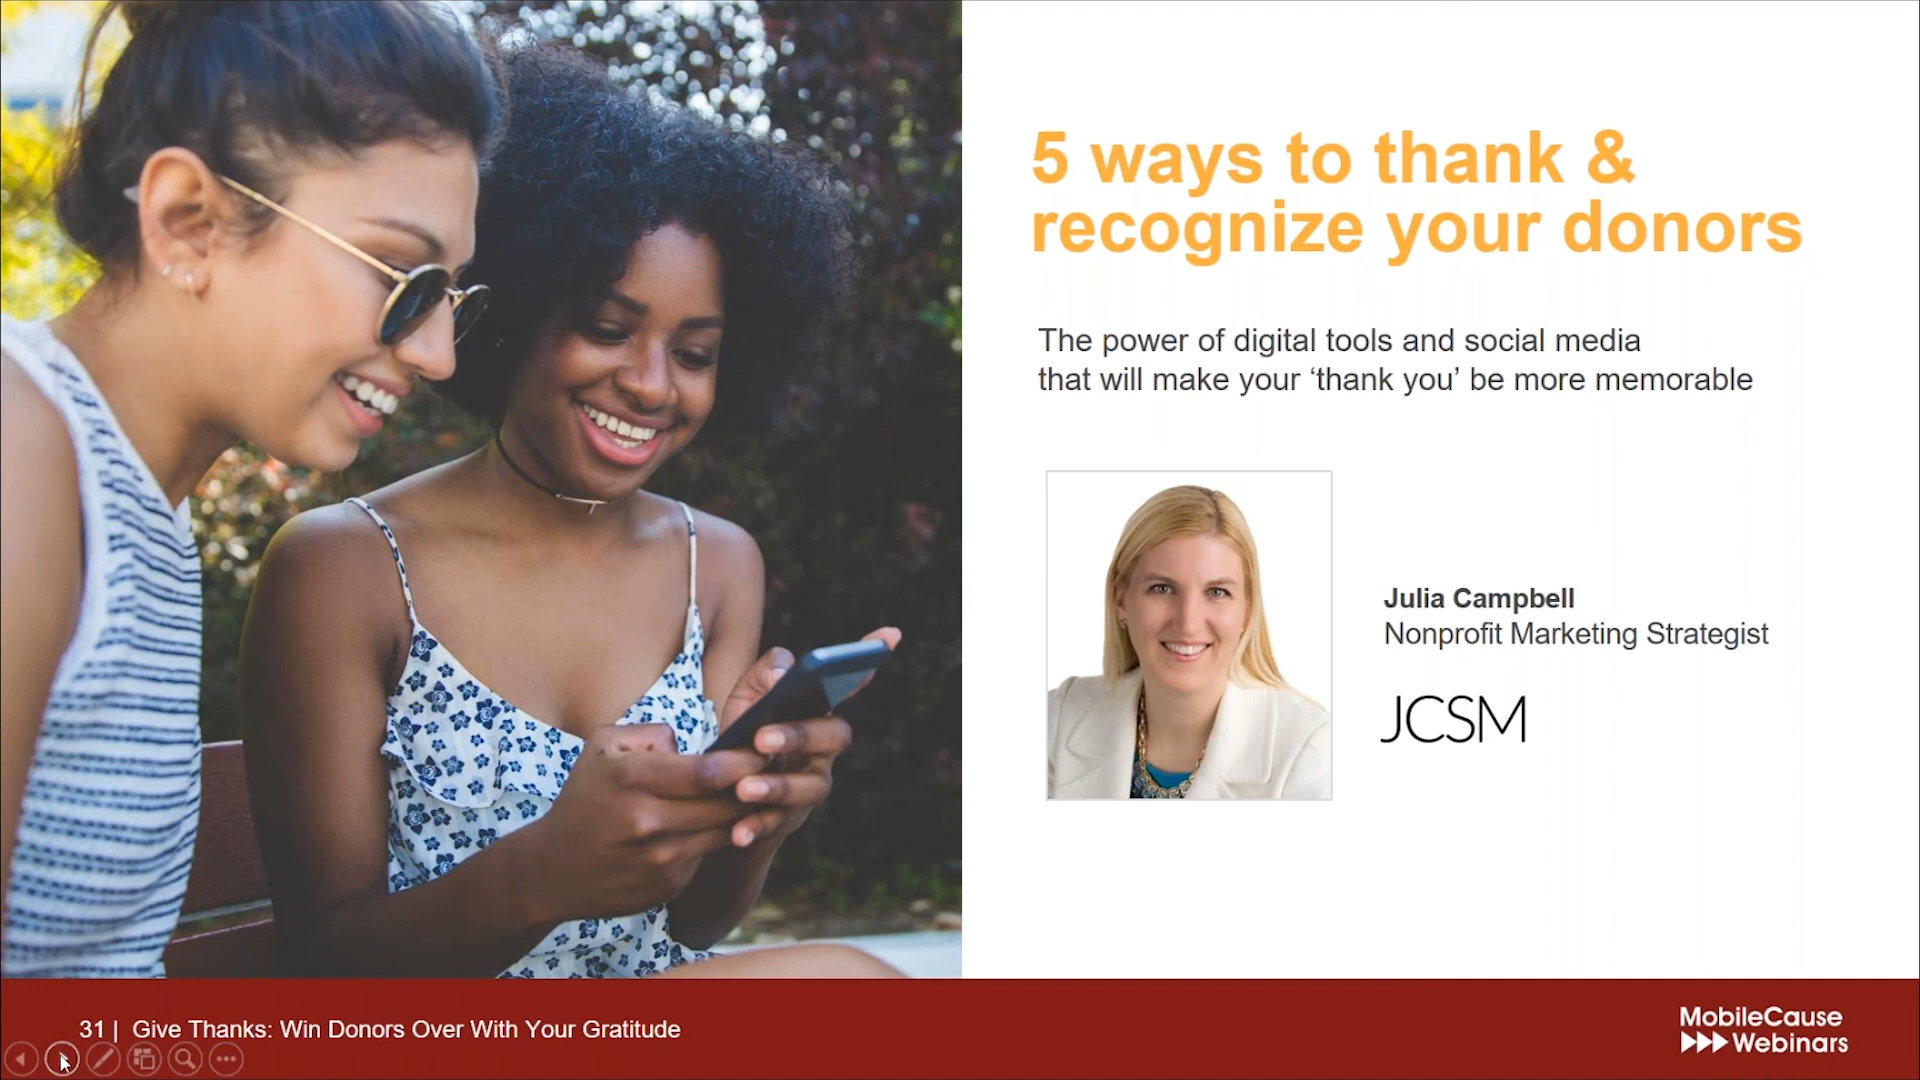 5 ways to thank &
recognize your donors
The power of digital tools and social media
that will make your ‘thank you’ be more memorable
Julia Campbell
Nonprofit Marketing Strategist
JCSM
31 | Give Thanks: Win Donors Over With Your Gratitude
MobileCause
Webinars